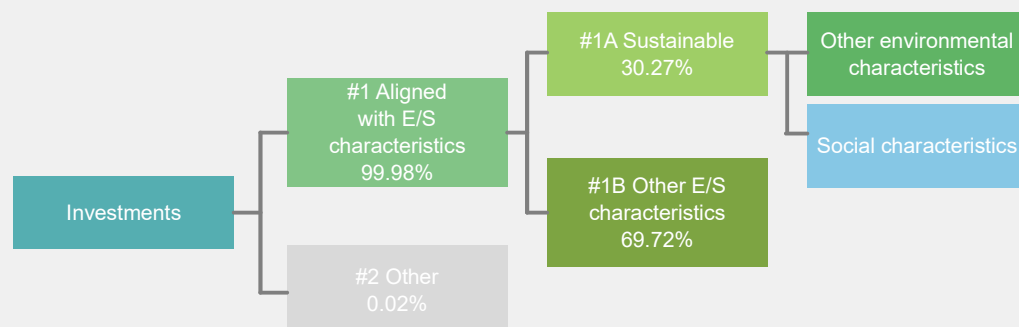 Investments
#1 Aligned
with E/S
characteristics
99.98%
#2 Other
0.02%
#1A Sustainable
30.27%
#1B Other E/S
characteristics
69.72%
Other environmental
characteristics
Social characteristics